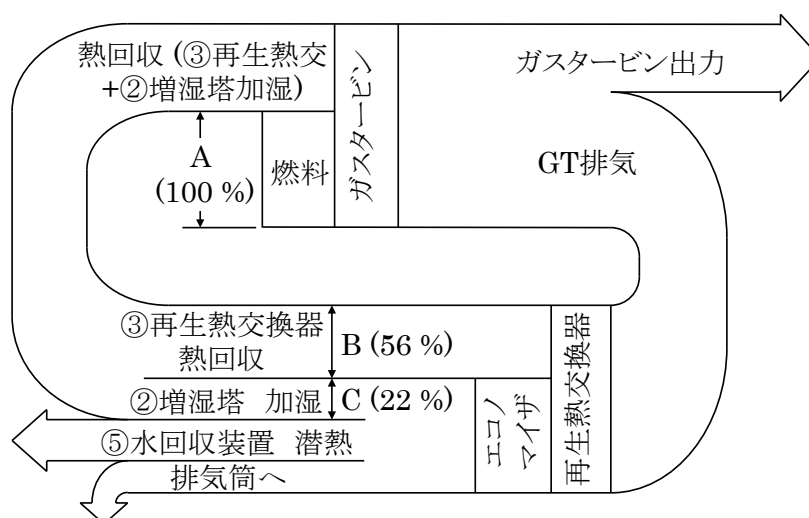 熱回収 (③再生熱交
+②増湿塔加湿)
ガスタービン
ガスタービン出力
A
(100 %)
燃料
GT排気
③再生熱交換器
熱回収
B (56 %)
②増湿塔 加湿
C (22 %)
エコノ
マイザ
再生熱交換器
⑤水回収装置 潜熱
排気筒へ